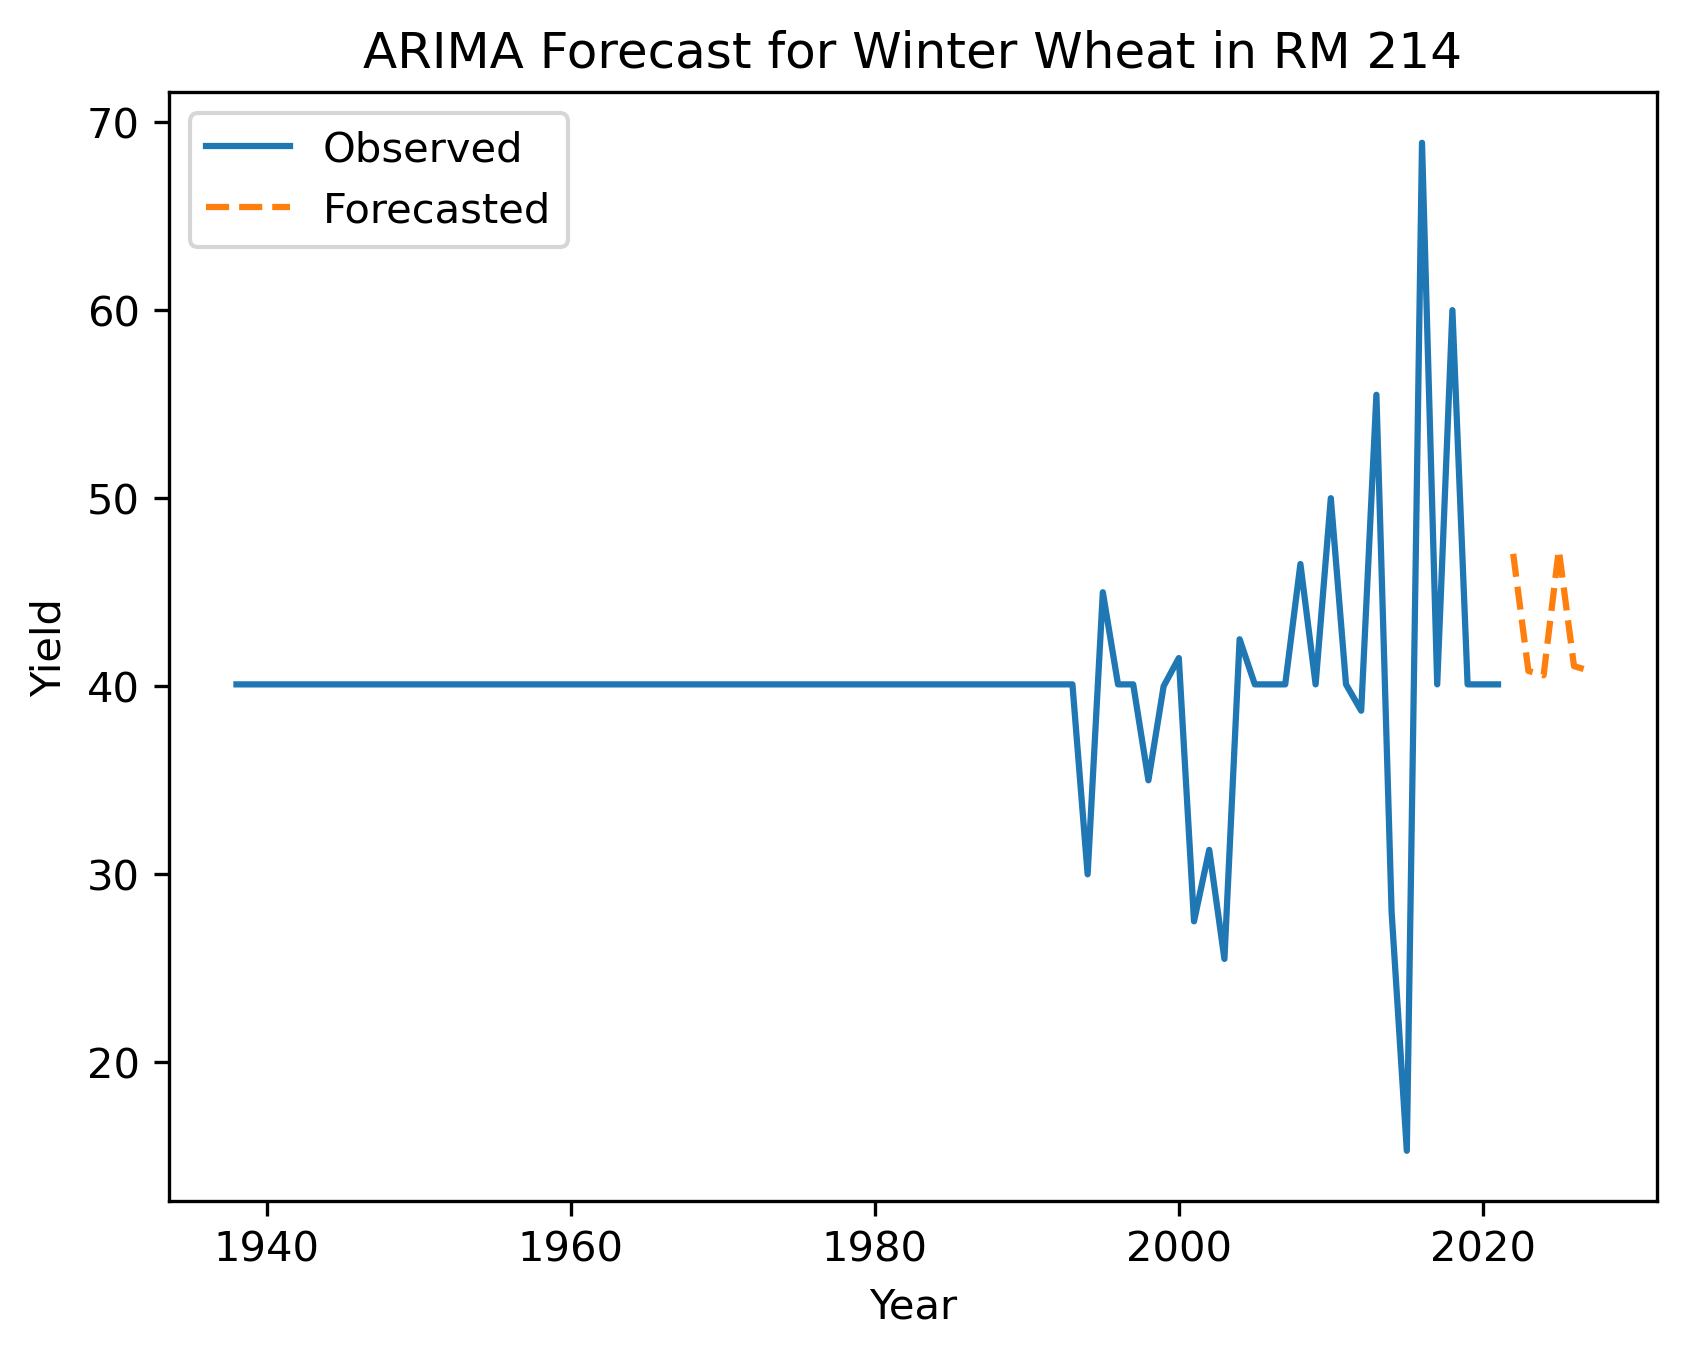 ARIMA Forecast for Winter Wheat in RM 214
Observed
Forecasted
70
60
50
40
30
20
Yield
1940 1960 1980 2000 2020
Year